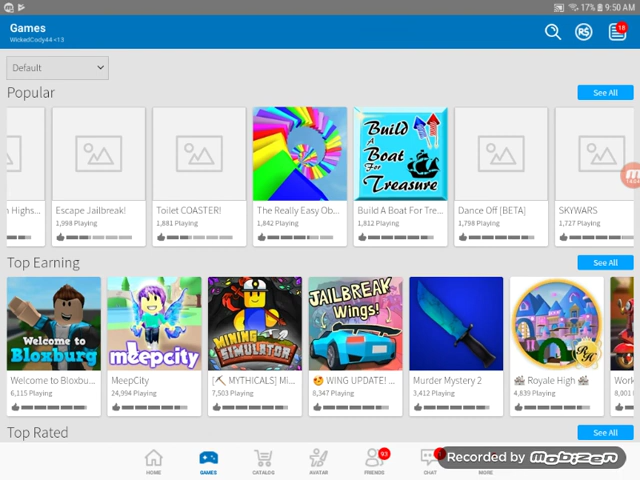 17% 9:50 AM
Games
WickedCody44 <13
R$
18
Default
Popular
See All
n Highs...
Escape Jailbreak!
1,998 Playing
Toilet COASTER!
1,881 Playing
The Really Easy Ob...
1,842 Playing
Build
A
Boat
For
Treasure
Build A Boat For Tre...
1,812 Playing
Dance Off [BETA]
1,798 Playing
SKYWARS
1,727 Playing
Top Earning
See All
Welcome to
Bloxburg
Welcome to Bloxbu...
6,115 Playing
meepcity
MeepCity
24,994 Playing
MINING
SIMULATOR
[⛏ MYTHICALS] Mi...
7,503 Playing
JAILBREAK
Wings!
WING UPDATE! ...
8,347 Playing
Murder Mystery 2
3,412 Playing
RH
Royale High
4,839 Playing
Work
8,001
Top Rated
See All
HOME
GAMES
CATALOG
AVATAR
93
FRIENDS
CHAT
MORE
Recorded by MOBIZEN